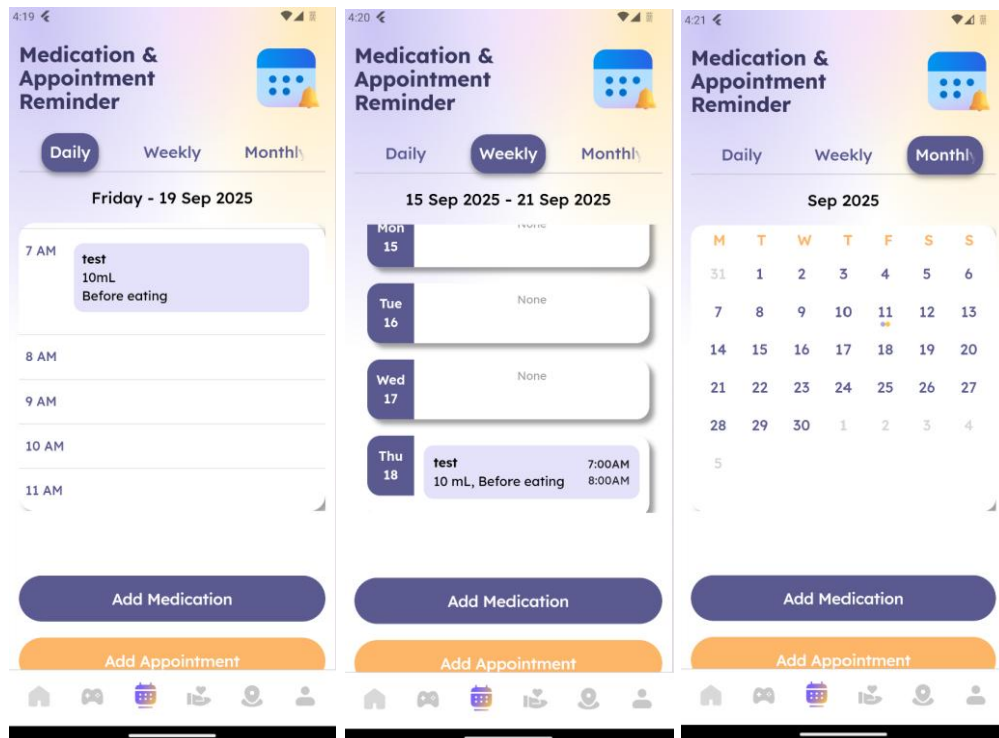 4:19
Medication &
Appointment
Reminder
Daily Weekly Monthly
Friday - 19 Sep 2025
7 AM
test
10mL
Before eating
8 AM
9 AM
10 AM
11 AM
Add Medication
Add Appointment
4:20
Medication &
Appointment
Reminder
Daily Weekly Monthly
15 Sep 2025 - 21 Sep 2025
Mon None
15
Tue None
16
Wed None
17
Thu
18
test 7:00AM
10 mL, Before eating 8:00AM
Add Medication
Add Appointment
4:21
Medication &
Appointment
Reminder
Daily Weekly Monthly
Sep 2025
M T W T F S S
31 1 2 3 4 5 6
7 8 9 10 11 12 13
14 15 16 17 18 19 20
21 22 23 24 25 26 27
28 29 30 1 2 3 4
5
Add Medication
Add Appointment